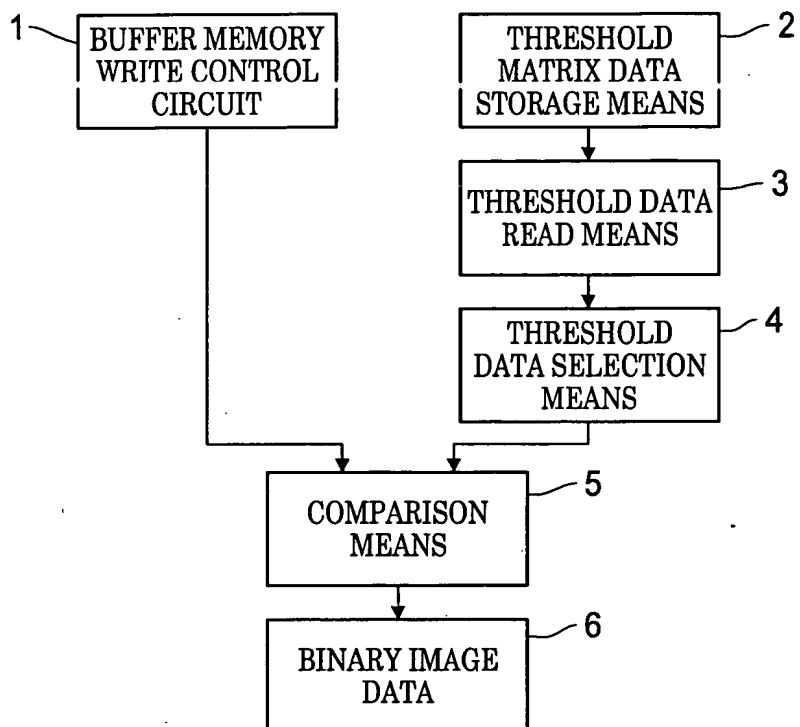 1
BUFFER MEMORY
WRITE CONTROL
CIRCUIT
2
THRESHOLD
MATRIX DATA
STORAGE MEANS
3
THRESHOLD DATA
READ MEANS
4
THRESHOLD
DATA SELECTION
MEANS
5
COMPARISON
MEANS
6
BINARY IMAGE
DATA